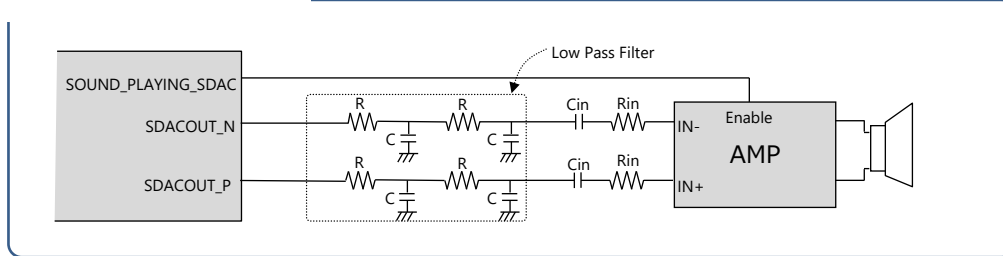 Low Pass Filter
SOUND_PLAYING_SDAC
R R Cin Rin Enable
SDACOUT_N IN-
C C AMP
R R Cin Rin
SDACOUT_P IN+
C C